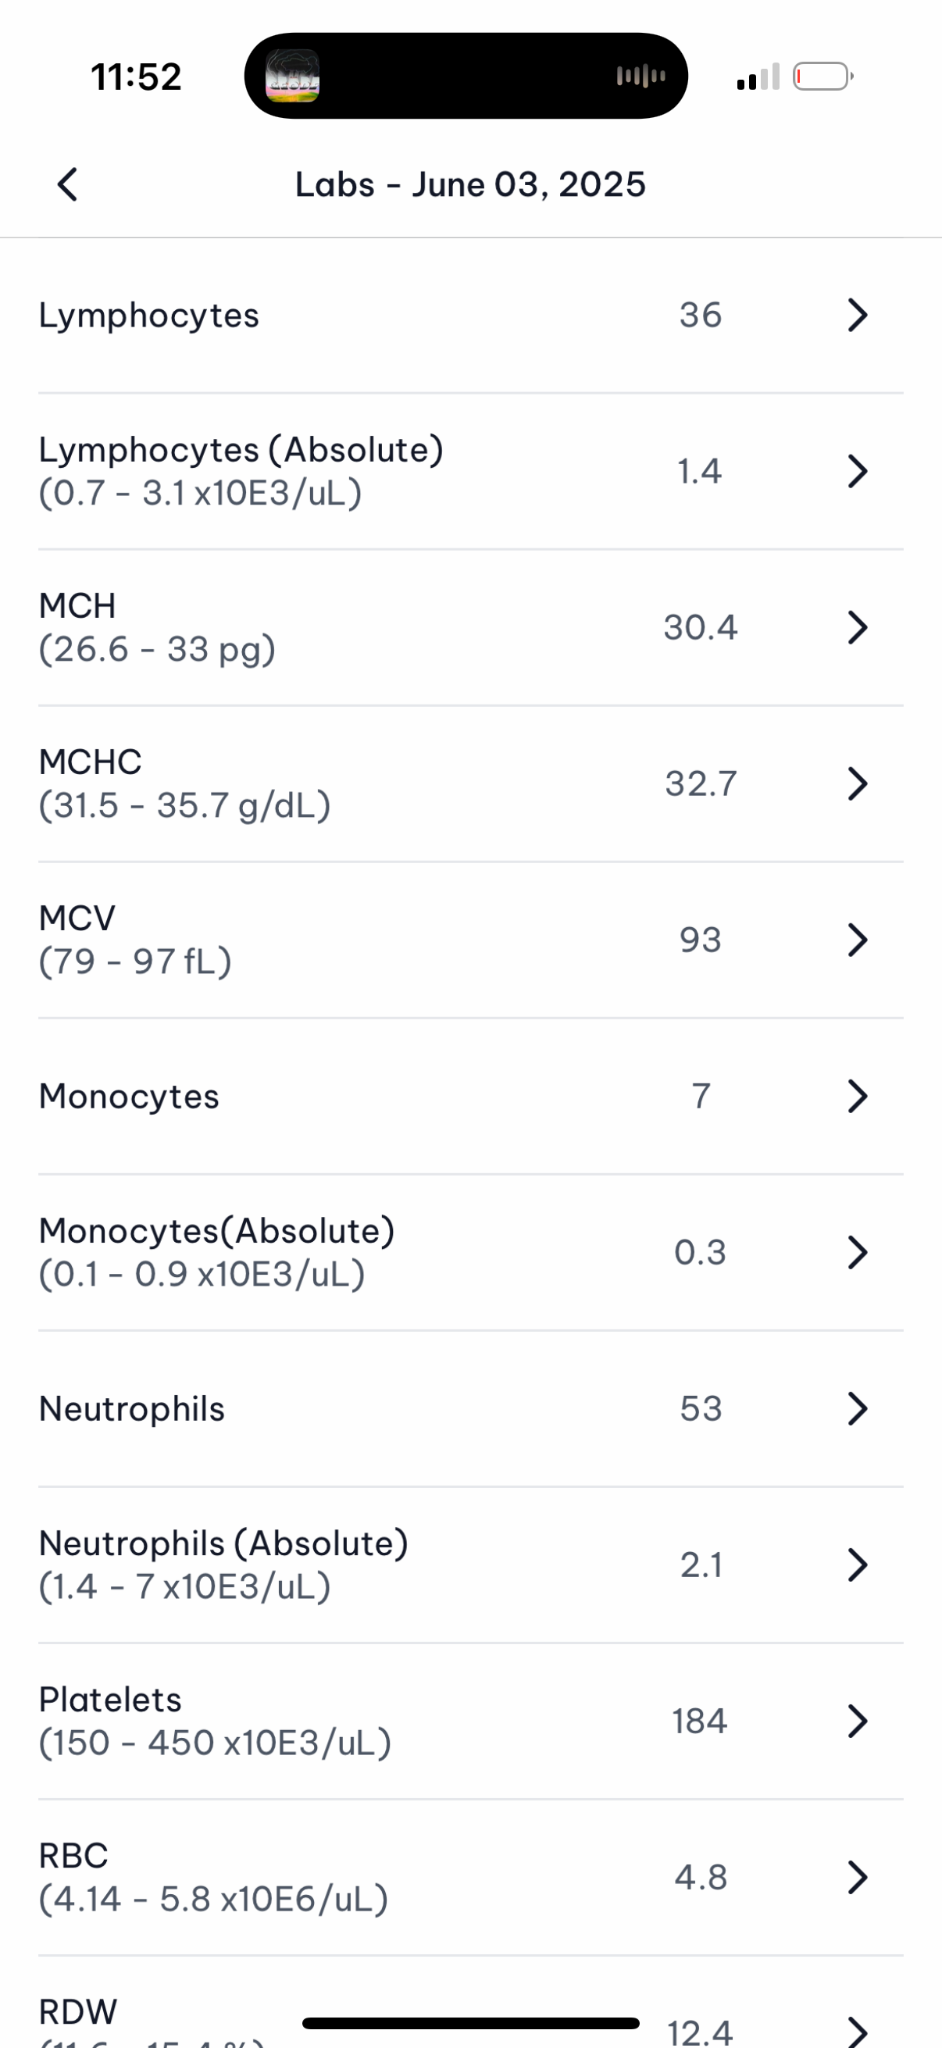 11:52
Labs - June 03, 2025
Lymphocytes 36
Lymphocytes (Absolute)
(0.7 - 3.1 x10E3/uL) 1.4
MCH
(26.6 - 33 pg) 30.4
MCHC
(31.5 - 35.7 g/dL) 32.7
MCV
(79 - 97 fL) 93
Monocytes 7
Monocytes(Absolute)
(0.1 - 0.9 x10E3/uL) 0.3
Neutrophils 53
Neutrophils (Absolute)
(1.4 - 7 x10E3/uL) 2.1
Platelets
(150 - 450 x10E3/uL) 184
RBC
(4.14 - 5.8 x10E6/uL) 4.8
RDW 12.4